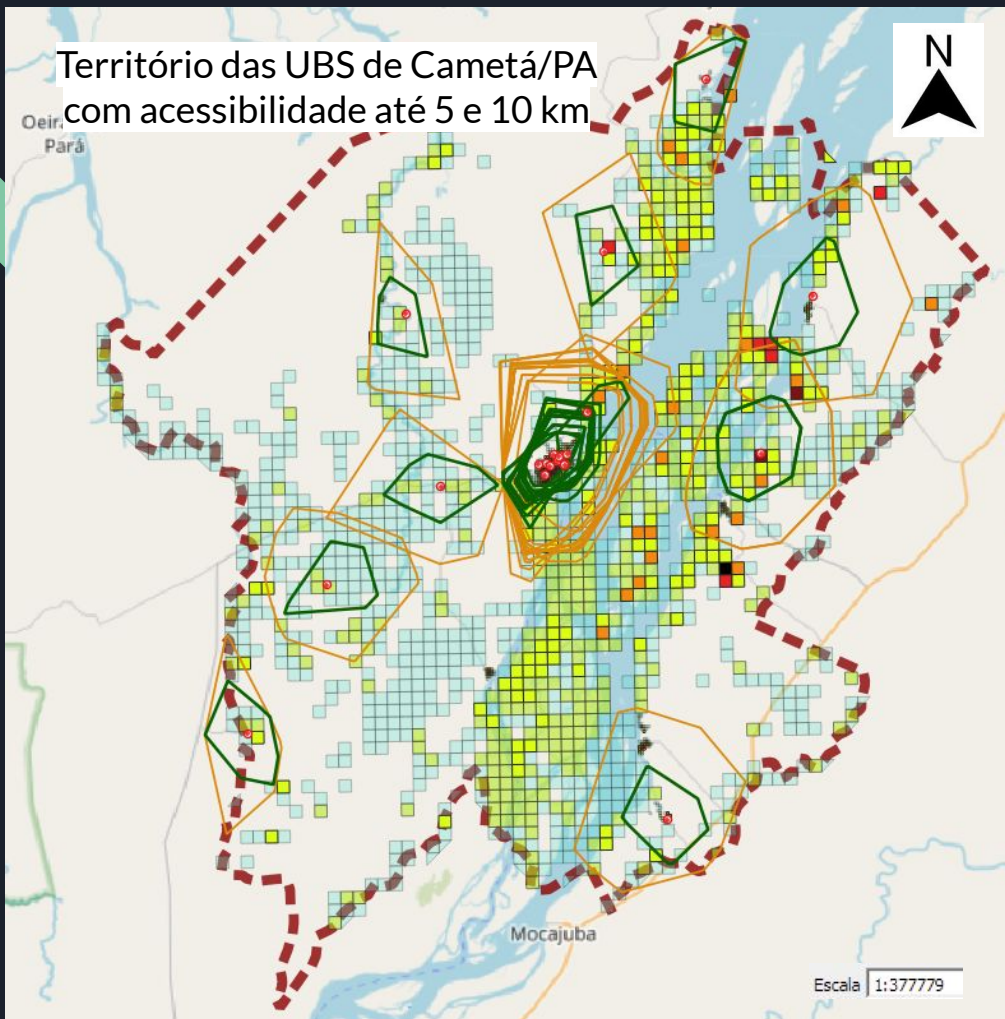 Território das UBS de Cametá/PA
com acessibilidade até 5 e 10 km
N
Pará
Mocajuba
Escala 1:377779